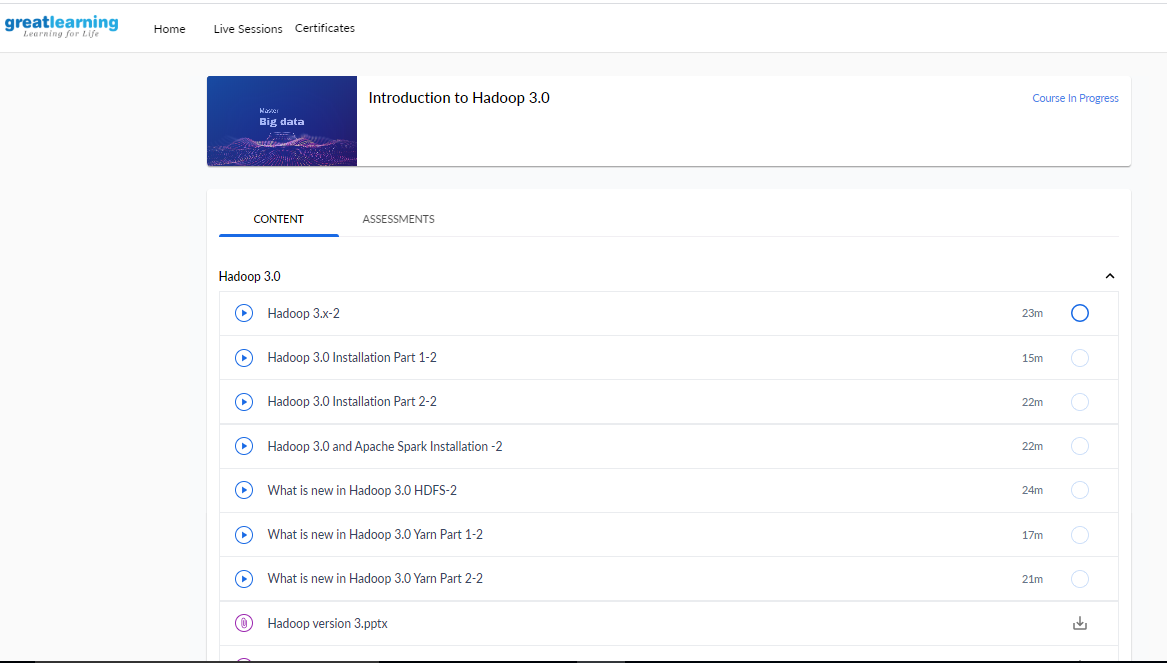 greatlearning
Learning for Life
Home Live Sessions Certificates
Master
Big data
Introduction to Hadoop 3.0
Course In Progress
CONTENT ASSESSMENTS
Hadoop 3.0
Hadoop 3.x-2 23m
Hadoop 3.0 Installation Part 1-2 15m
Hadoop 3.0 Installation Part 2-2 22m
Hadoop 3.0 and Apache Spark Installation -2 22m
What is new in Hadoop 3.0 HDFS-2 24m
What is new in Hadoop 3.0 Yarn Part 1-2 17m
What is new in Hadoop 3.0 Yarn Part 2-2 21m
Hadoop version 3.pptx